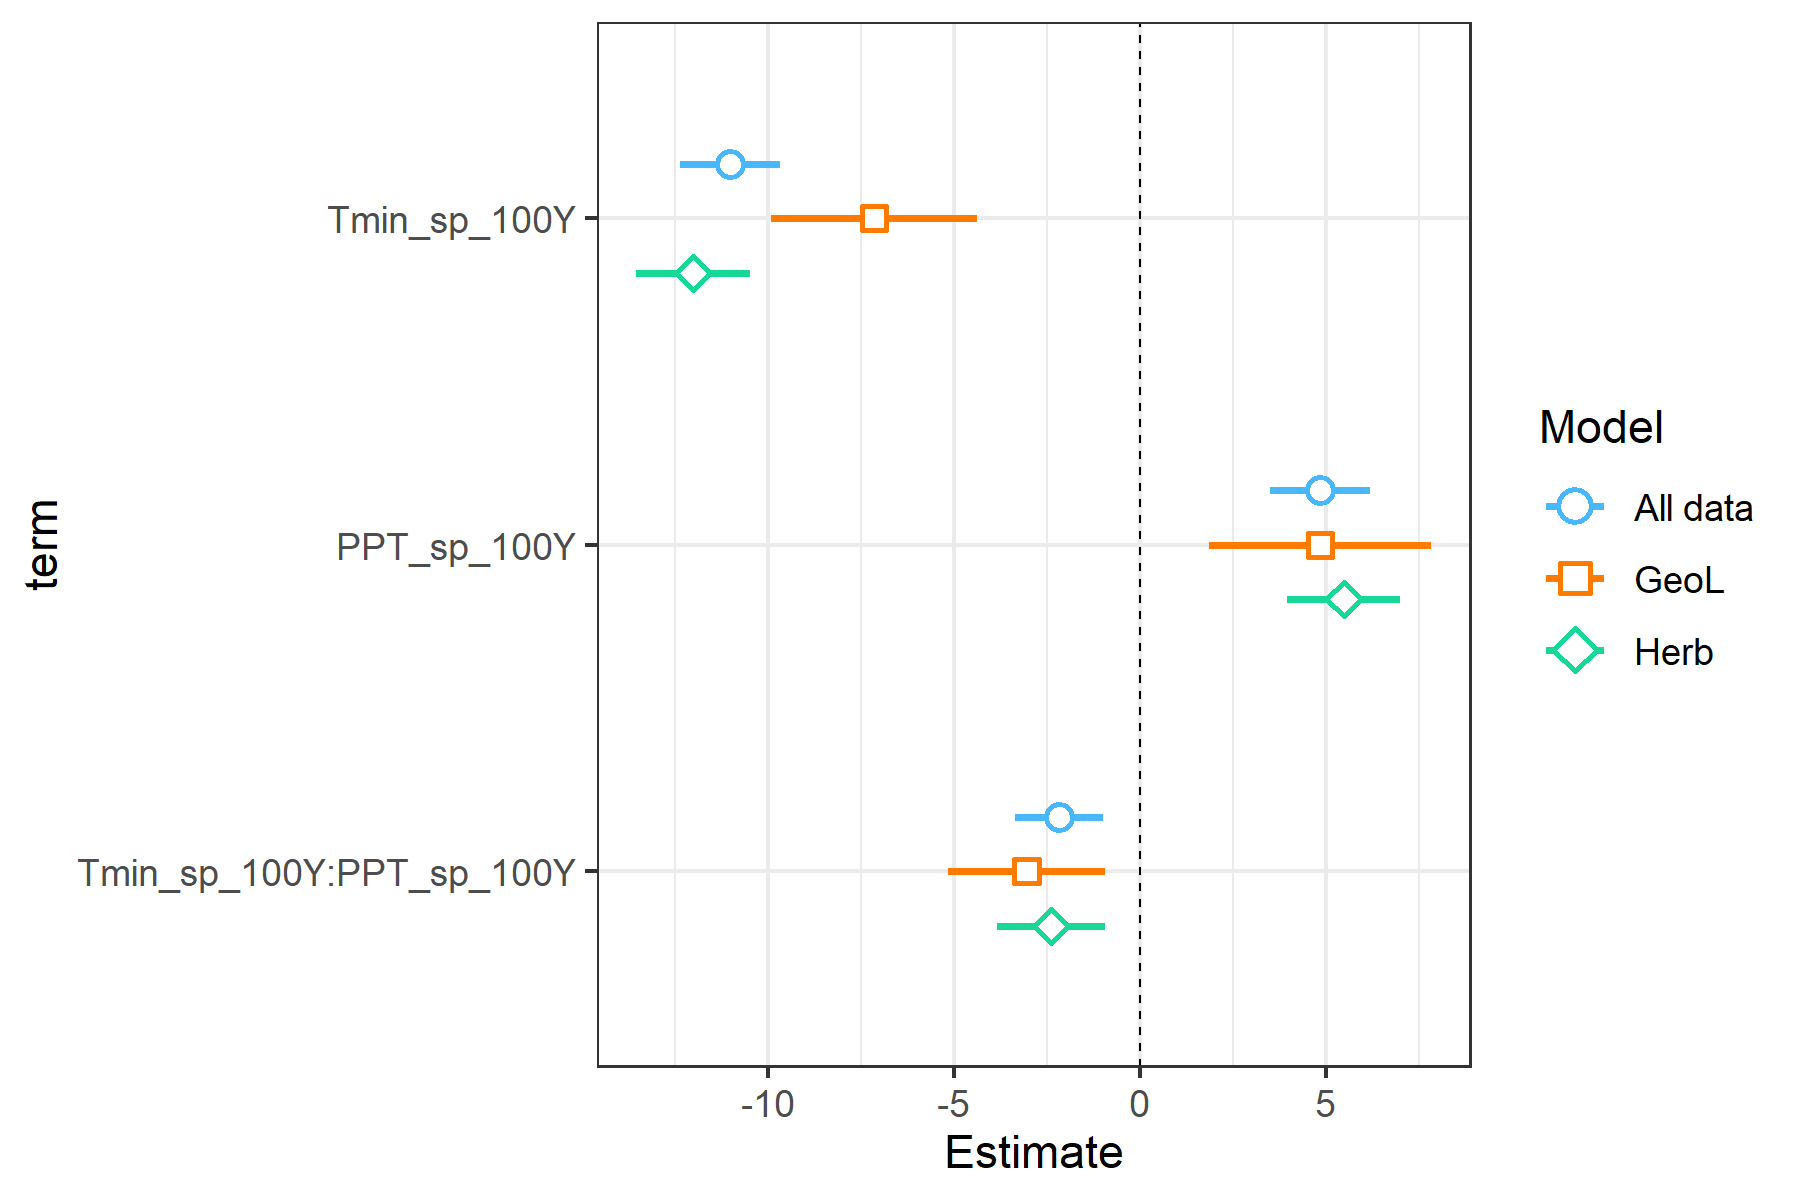 term
Tmin_sp_100Y
PPT_sp_100Y
Tmin_sp_100Y:PPT_sp_100Y
-10 -5 0 5
Estimate
Model
All data
GeoL
Herb